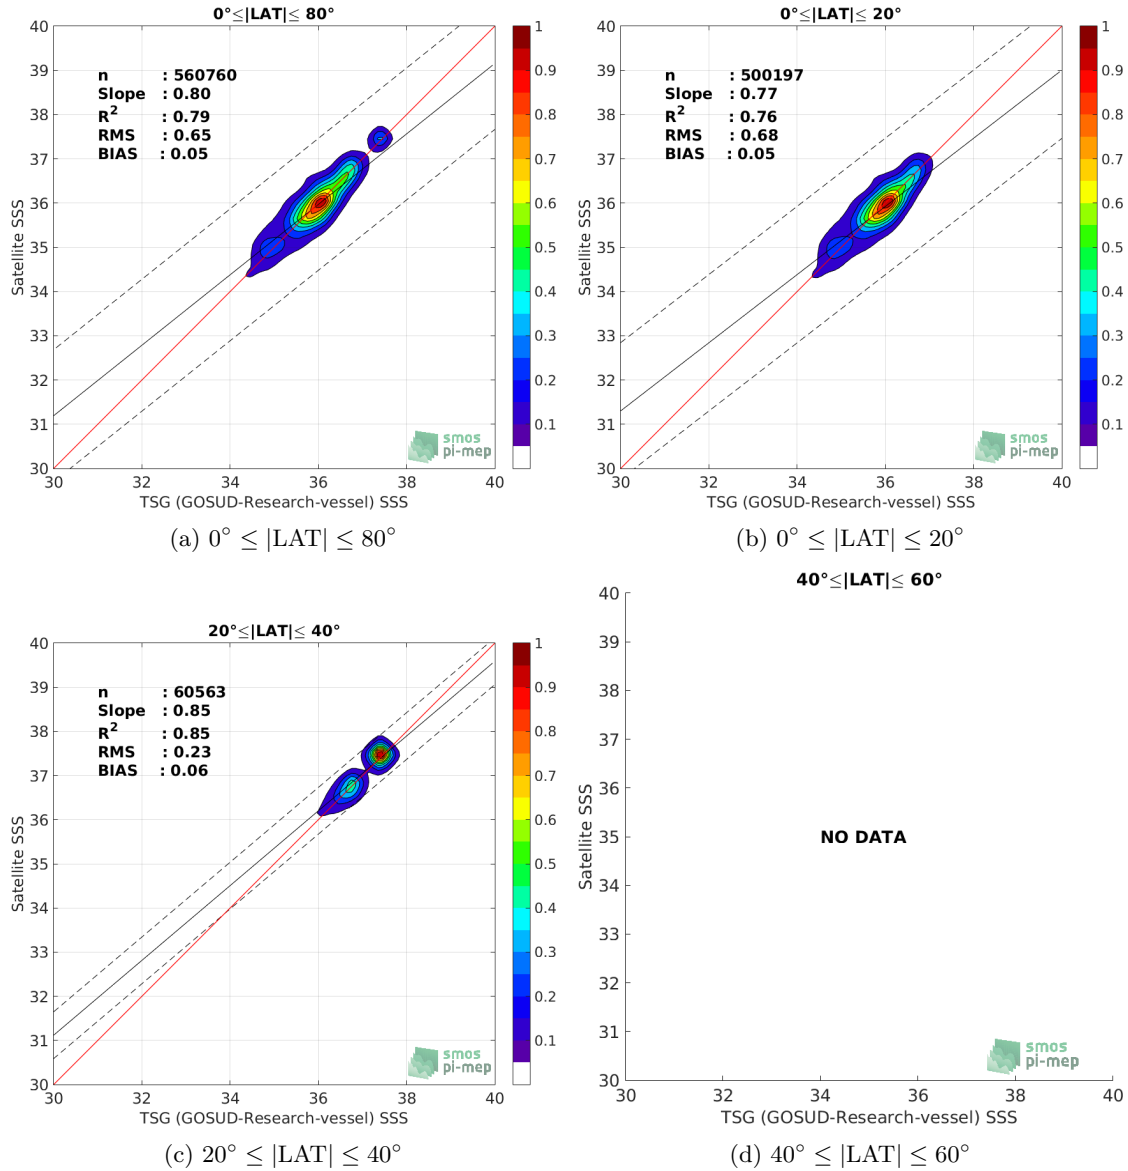 0°≤|LAT|≤ 80°
n : 560760
Slope : 0.80
R² : 0.79
RMS : 0.65
BIAS : 0.05
40
39
38
37
36
35
34
33
32
31
30
Satellite SSS
30 32 34 36 38 40
TSG (GOSUD-Research-vessel) SSS
1
0.9
0.8
0.7
0.6
0.5
0.4
0.3
0.2
0.1
smos
pi-mep
(a) 0° ≤ |LAT| ≤ 80°
0°≤|LAT|≤ 20°
n : 500197
Slope : 0.77
R² : 0.76
RMS : 0.68
BIAS : 0.05
40
39
38
37
36
35
34
33
32
31
30
Satellite SSS
30 32 34 36 38 40
TSG (GOSUD-Research-vessel) SSS
1
0.9
0.8
0.7
0.6
0.5
0.4
0.3
0.2
0.1
smos
pi-mep
(b) 0° ≤ |LAT| ≤ 20°
20°≤|LAT|≤ 40°
n : 60563
Slope : 0.85
R² : 0.85
RMS : 0.23
BIAS : 0.06
40
39
38
37
36
35
34
33
32
31
30
Satellite SSS
30 32 34 36 38 40
TSG (GOSUD-Research-vessel) SSS
1
0.9
0.8
0.7
0.6
0.5
0.4
0.3
0.2
0.1
smos
pi-mep
(c) 20° ≤ |LAT| ≤ 40°
40°≤|LAT|≤ 60°
40
39
38
37
36
35
34
33
32
31
30
Satellite SSS
NO DATA
30 32 34 36 38 40
TSG (GOSUD-Research-vessel) SSS
smos
pi-mep
(d) 40° ≤ |LAT| ≤ 60°